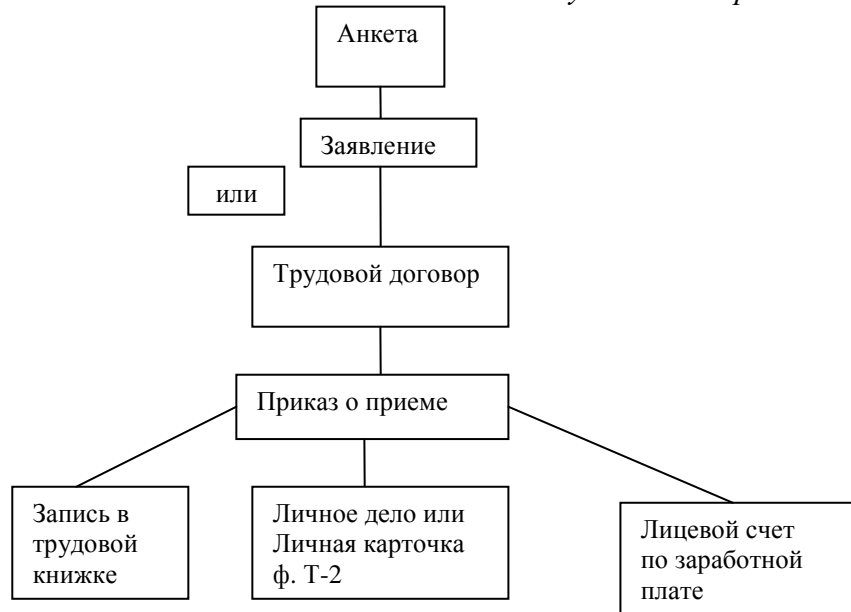 Анкета
Заявление
или
Трудовой договор
Приказ о приеме
Запись в
трудовой
книжке
Личное дело или
Личная карточка
ф. Т-2
Лицевой счет
по заработной
плате